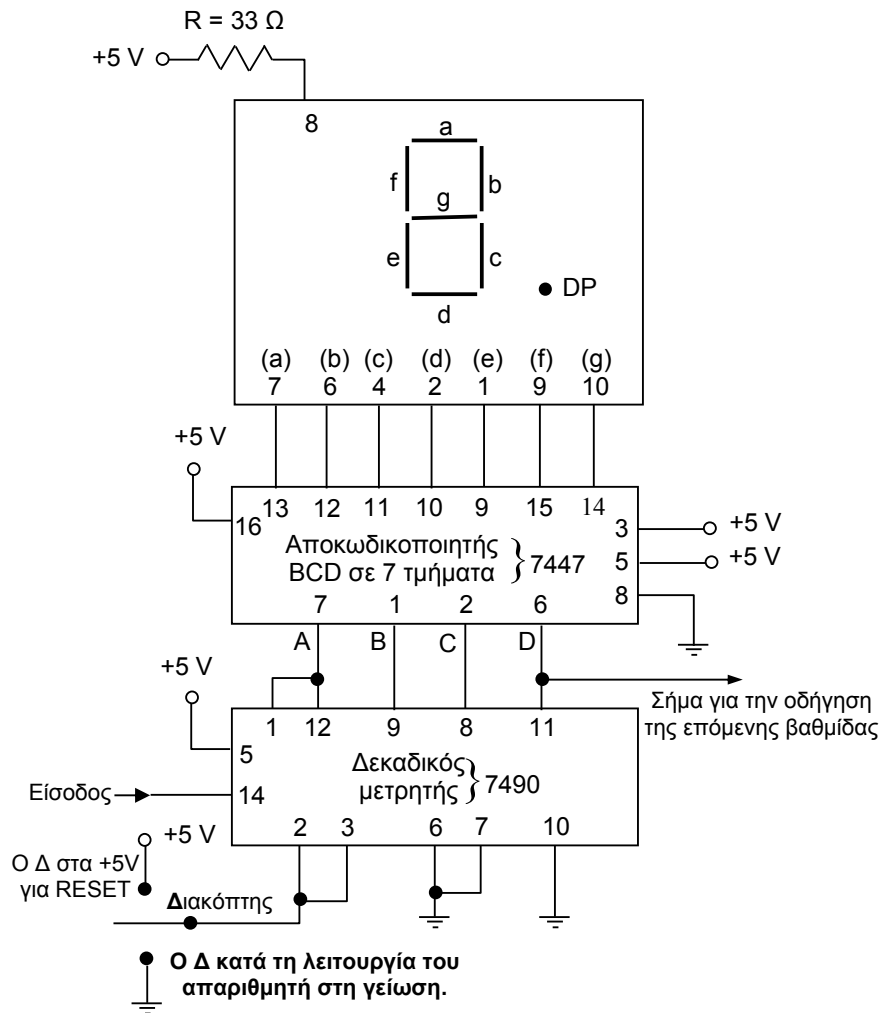 R = 33 Ω
+5 V
8
a
f b
g
e c
DP
d
(a) (b) (c) (d) (e) (f) (g)
7 6 4 2 1 9 10
+5 V
13 12 11 10 9 15 14
16
3 +5 V
Αποκωδικοποιητής
BCD σε 7 τμήματα } 7447
5 +5 V
8
7 1 2 6
A B C D
+5 V
Σήμα για την οδήγηση
της επόμενης βαθμίδας
1 12 9 8 11
5
Δεκαδικός
μετρητής } 7490
Είσοδος 14
2 3 6 7 10
+5 V
Ο Δ στα +5V
για RESET
Διακόπτης
Ο Δ κατά τη λειτουργία του
απαριθμητή στη γείωση.